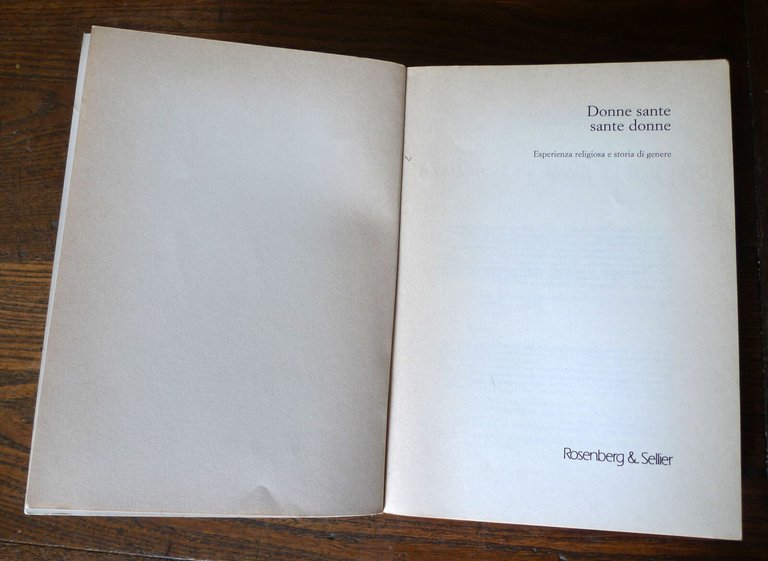 Donne sante
sante donne
Esperienza religiosa e storia di genere
Rosenberg & Sellier